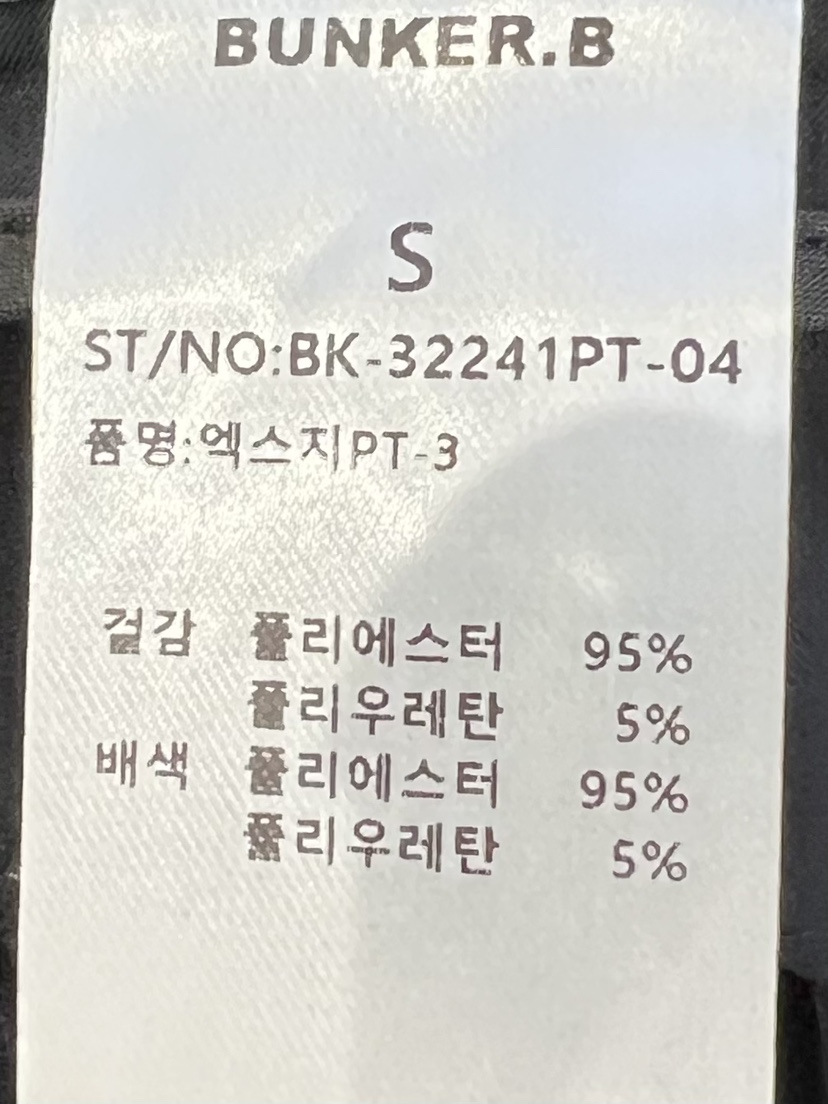 BUNKER.B
S
ST/NO:BK-32241PT-04
품명:엑스지PT-3
겉감 폴리에스터 95%
폴리우레탄 5%
배색 폴리에스터 95%
폴리우레탄 5%